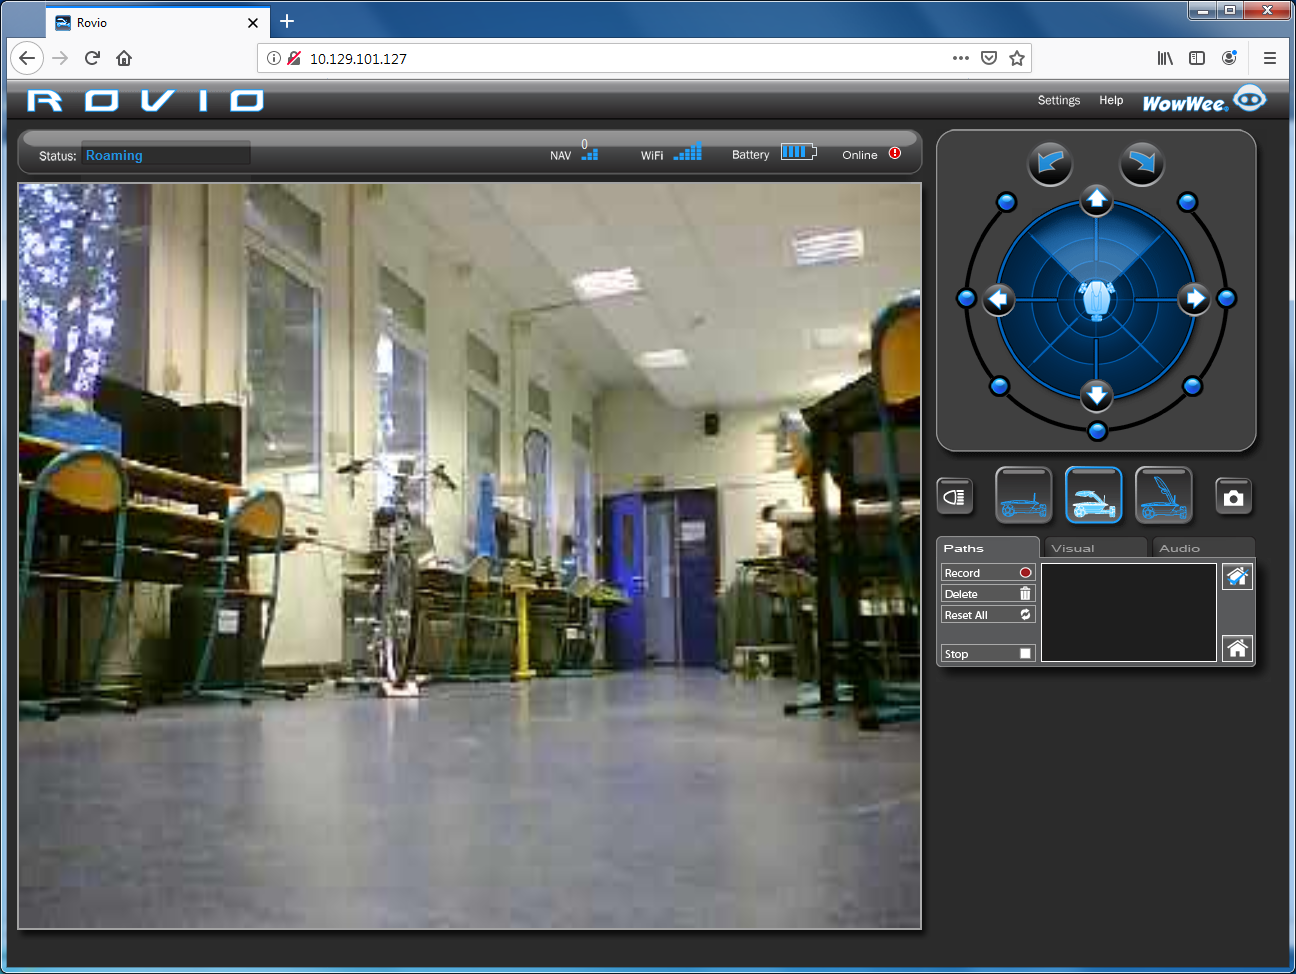 Rovio
10.129.101.127
ROVIO
Settings Help WowWee
Status: Roaming
NAV 0 WiFi Battery Online
Paths Visual Audio
Record
Delete
Reset All
Stop